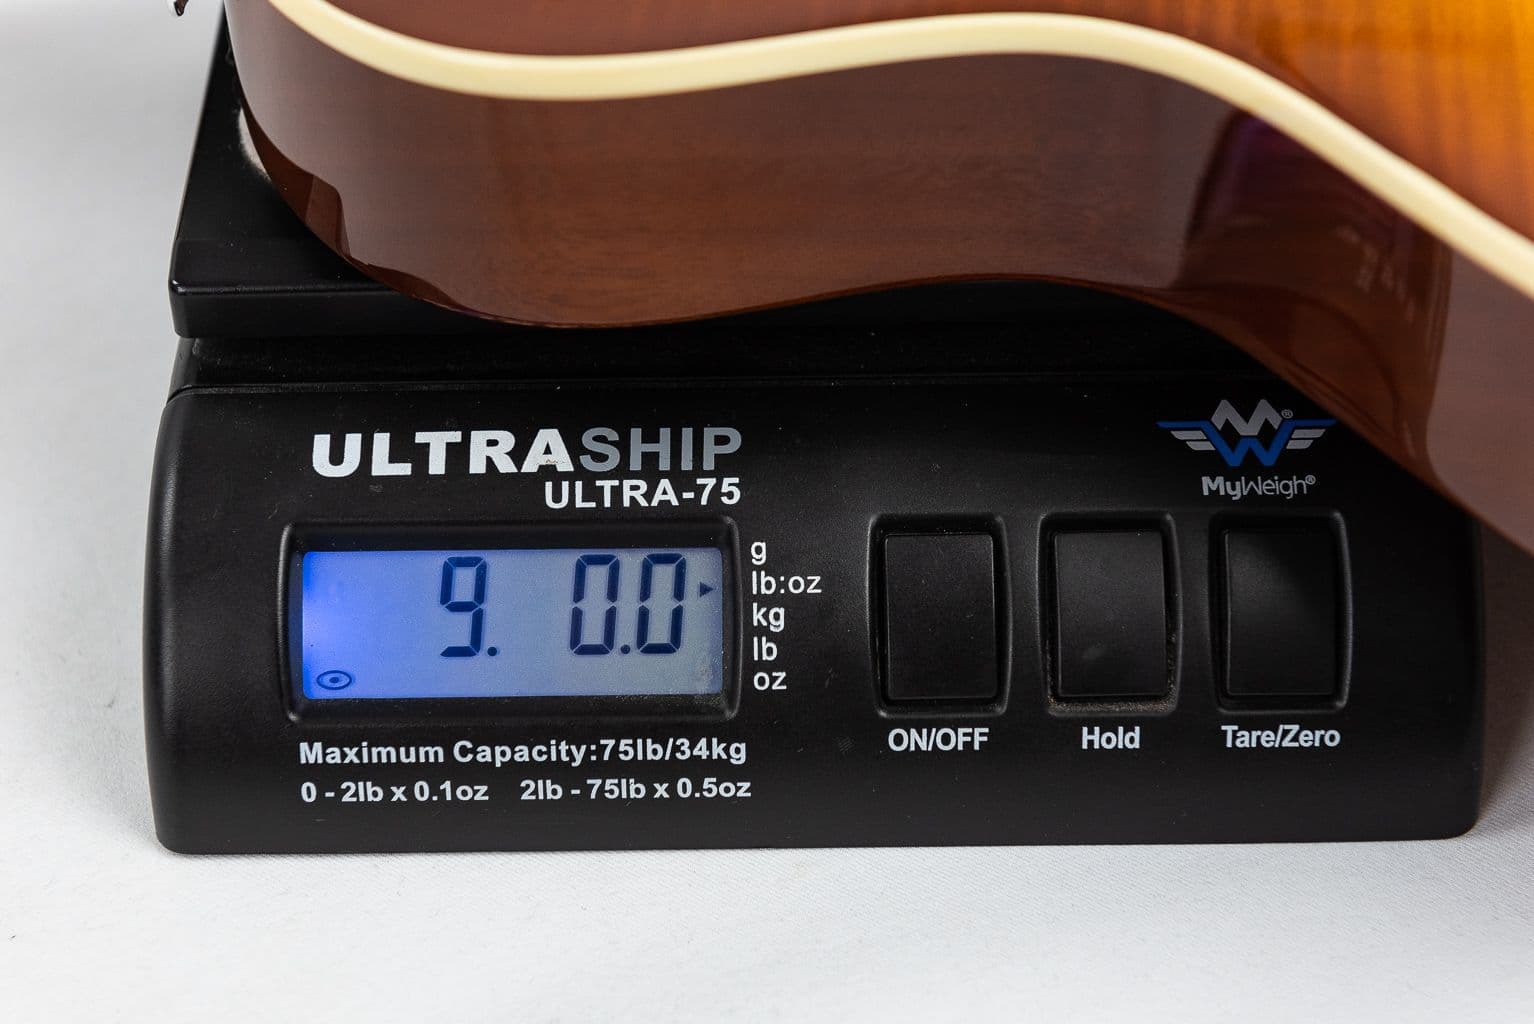 ULTRASHIP
ULTRA-75
MyWeigh®
9. 0.0
g
lb:oz
kg
lb
oz
ON/OFF
Hold
Tare/Zero
Maximum Capacity:75lb/34kg
0 - 2lb x 0.1oz 2lb - 75lb x 0.5oz